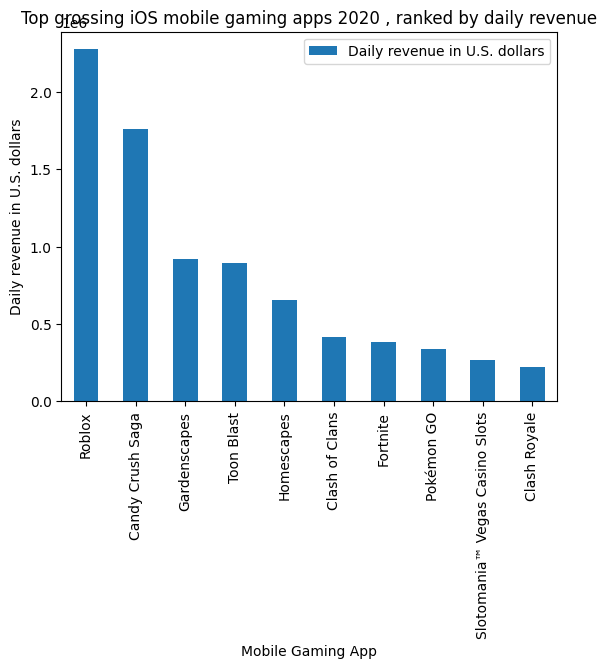 Top grossing iOS mobile gaming apps 2020 , ranked by daily revenue
1e6
Daily revenue in U.S. dollars
Daily revenue in U.S. dollars
2.0
1.5
1.0
0.5
0.0
Roblox
Candy Crush Saga
Gardenscapes
Toon Blast
Homescapes
Clash of Clans
Fortnite
Pokémon GO
Slotomania™ Vegas Casino Slots
Clash Royale
Mobile Gaming App